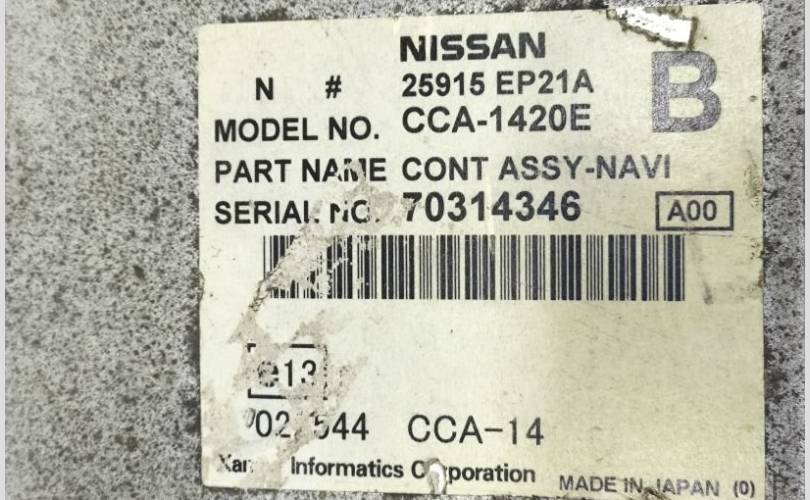 NISSAN
N # 25915 EP21A
B
MODEL NO. CCA-1420E
PART NAME CONT ASSY-NAVI
SERIAL NO. 70314346 A00
e13
CCA-14
Informatics Corporation
MADE IN JAPAN (0)